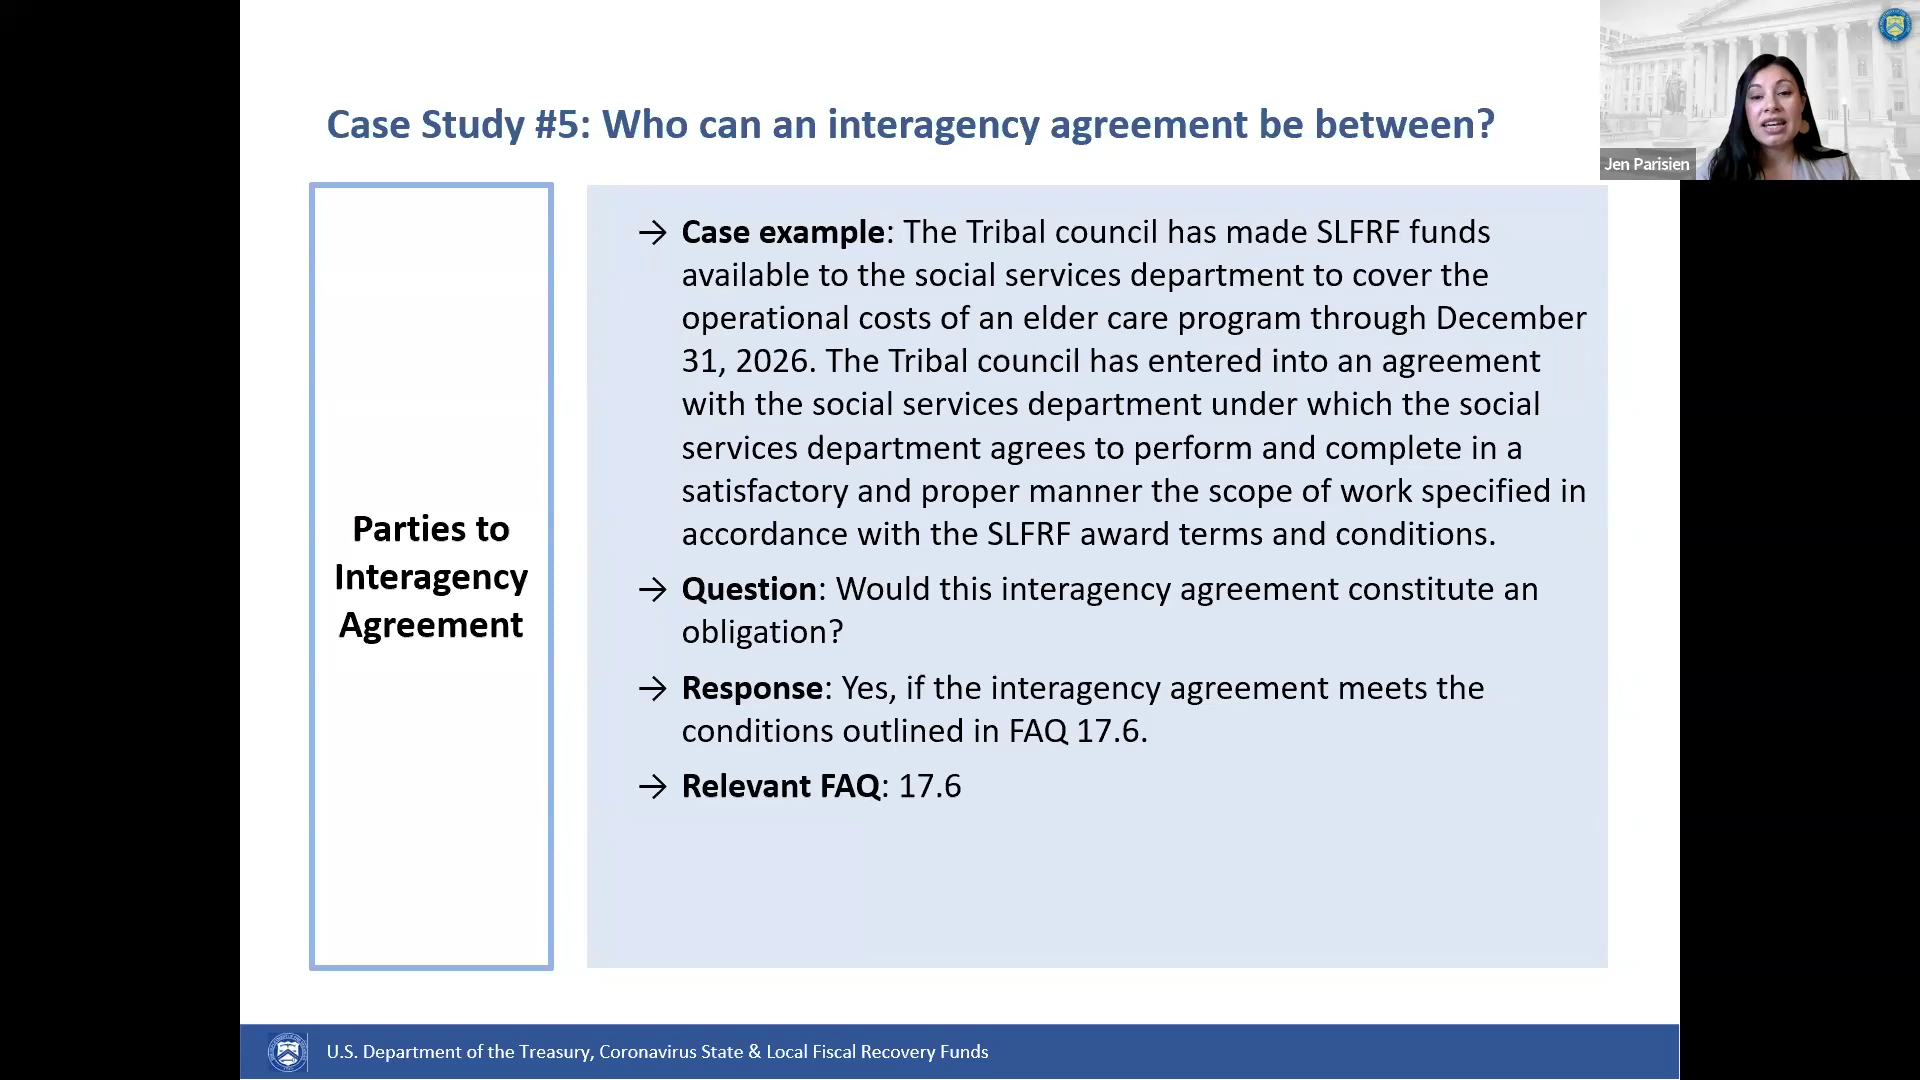 Case Study #5: Who can an interagency agreement be between?
Jen Parisien
Parties to
Interagency
Agreement
→ Case example: The Tribal council has made SLFRF funds
available to the social services department to cover the
operational costs of an elder care program through December
31, 2026. The Tribal council has entered into an agreement
with the social services department under which the social
services department agrees to perform and complete in a
satisfactory and proper manner the scope of work specified in
accordance with the SLFRF award terms and conditions.
→ Question: Would this interagency agreement constitute an
obligation?
→ Response: Yes, if the interagency agreement meets the
conditions outlined in FAQ 17.6.
→ Relevant FAQ: 17.6
U.S. Department of the Treasury, Coronavirus State & Local Fiscal Recovery Funds